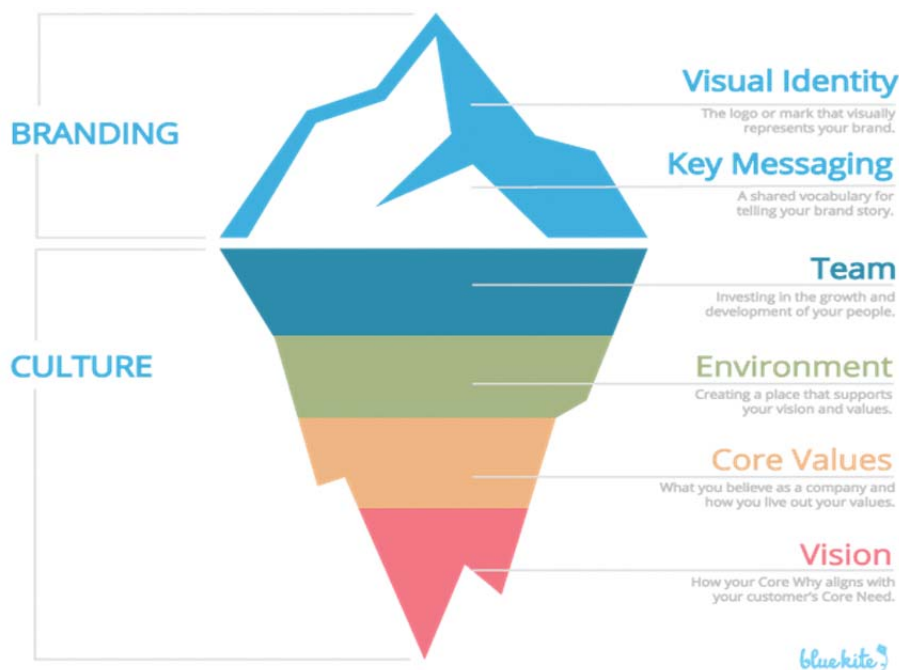 BRANDING
Visual Identity
The logo or mark that visually
represents your brand.
Key Messaging
A shared vocabulary for
telling your brand story.
CULTURE
Team
Investing in the growth and
development of your people.
Environment
Creating a place that supports
your vision and values.
Core Values
What you believe as a company and
how you live out your values.
Vision
How your Core Why aligns with
your customer's Core Need.
bluekite